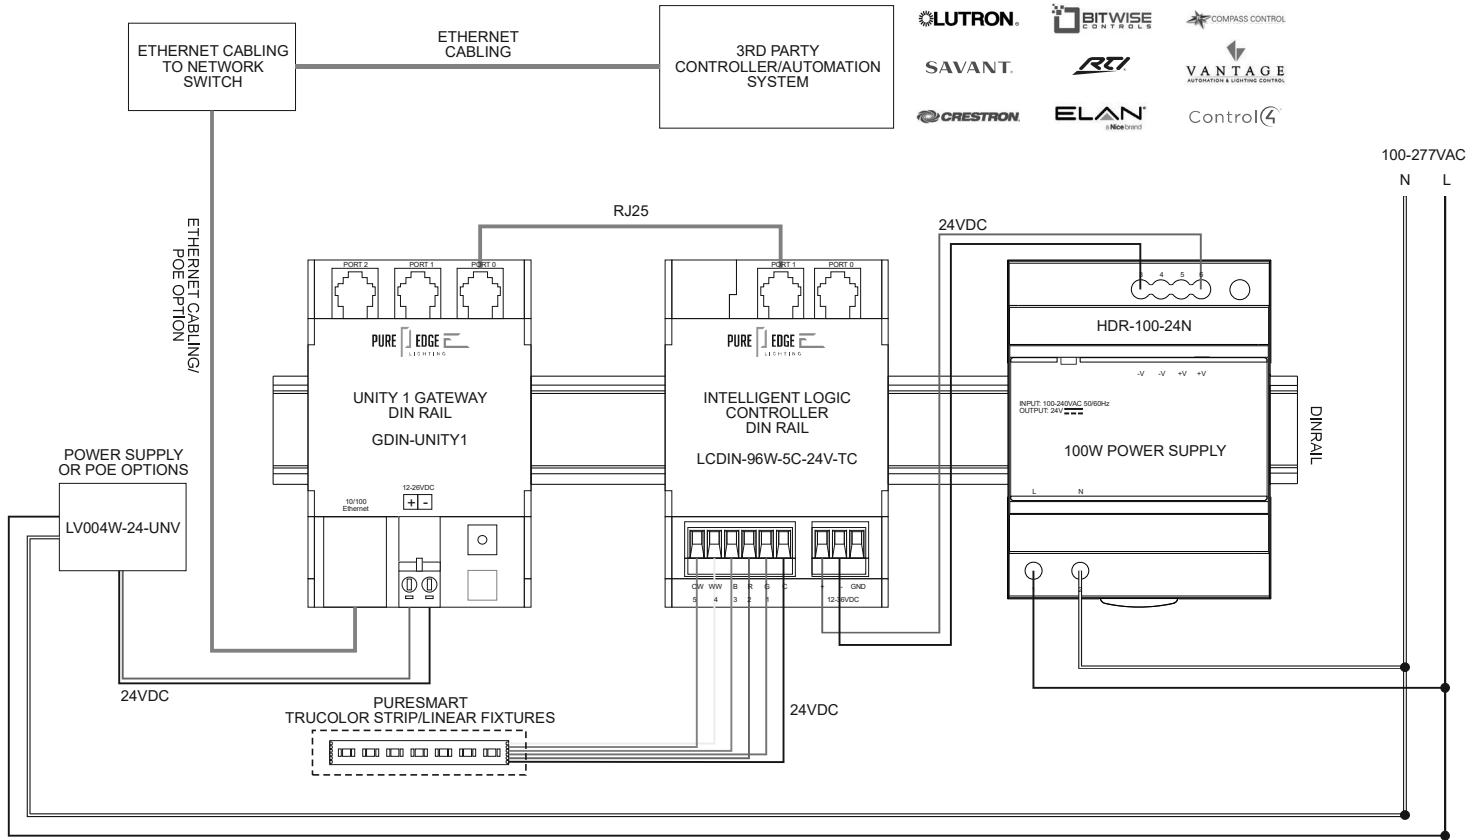 LUTRON
BITWISE
CONTROLS
COMPASS CONTROL
ETHERNET CABLING
TO NETWORK
SWITCH
ETHERNET
CABLING
3RD PARTY
CONTROLLER/AUTOMATION
SYSTEM
SAVANT.
RTI
VANTAGE
AUTOMATION & LIGHTING CONTROL
CRESTRON
ELAN
a Nice brand
Control4
100-277VAC
N L
ETHERNET CABLING/
POE OPTION
RJ25
24VDC
PORT 2 PORT 1 PORT 0
PORT 1 PORT 0
3 4 5 6
HDR-100-24N
PURE EDGE
LIGHTING
PURE EDGE
LIGHTING
-V -V +V +V
UNITY 1 GATEWAY
DIN RAIL
GDIN-UNITY1
INTELLIGENT LOGIC
CONTROLLER
DIN RAIL
LCDIN-96W-5C-24V-TC
INPUT: 100-240VAC 50/60Hz
OUTPUT: 24V
100W POWER SUPPLY
L N
DINRAIL
POWER SUPPLY
OR POE OPTIONS
LV004W-24-UNV
12-26VDC
+ -
10/100
Ethernet
CW WW B R G C
5 4 3 2 1
+ - GND
12-36VDC
24VDC
PURESMART
TRUCOLOR STRIP/LINEAR FIXTURES
24VDC